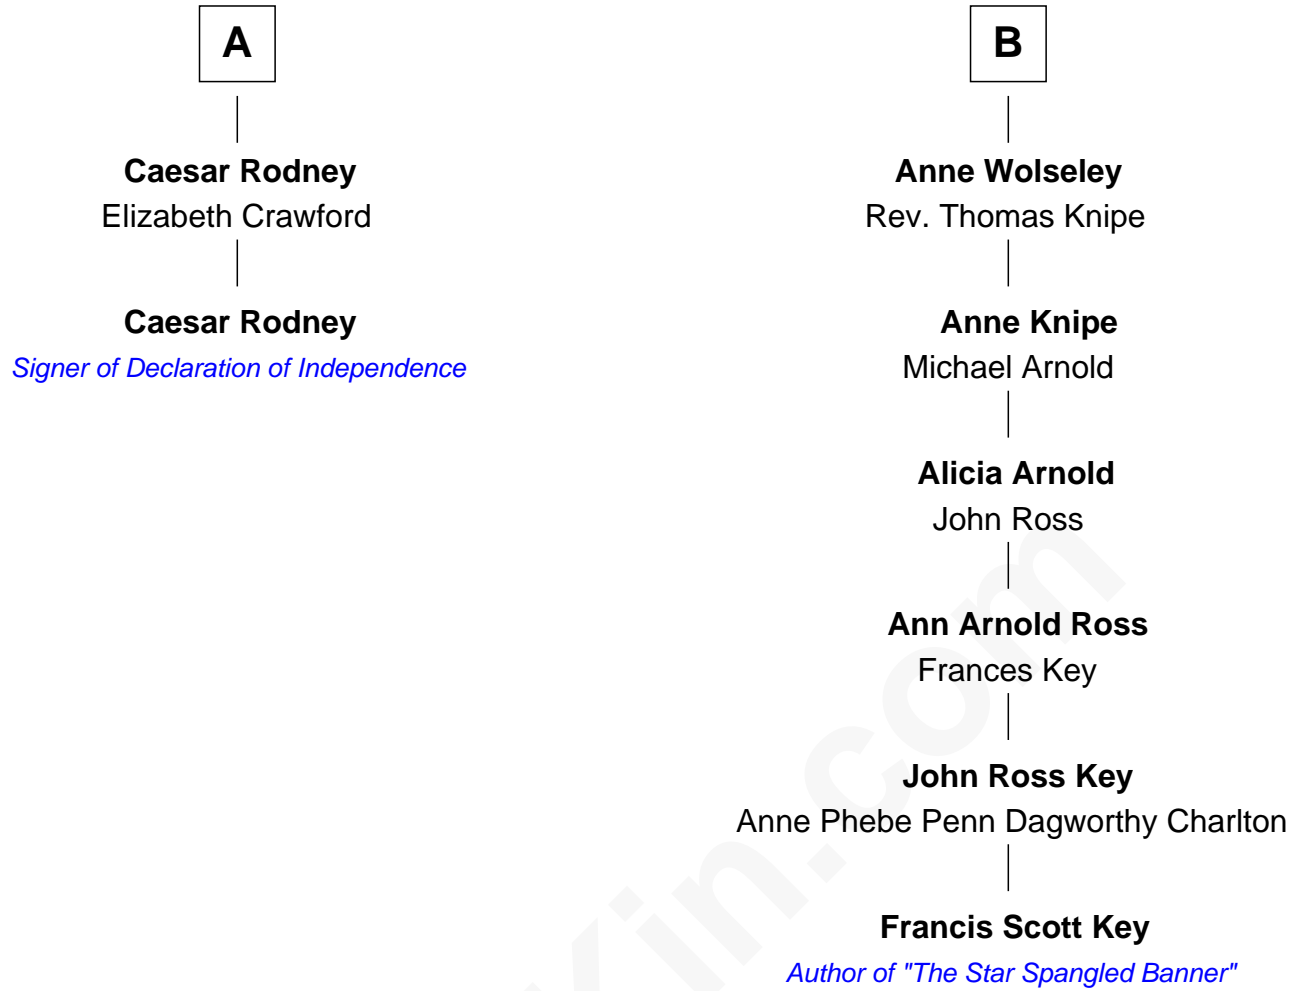 A
Caesar Rodney
Elizabeth Crawford
Caesar Rodney
Signer of Declaration of Independence
B
Anne Wolseley
Rev. Thomas Knipe
Anne Knipe
Michael Arnold
Alicia Arnold
John Ross
Ann Arnold Ross
Frances Key
John Ross Key
Anne Phebe Penn Dagworthy Charlton
Francis Scott Key
Author of "The Star Spangled Banner"
Kin.com